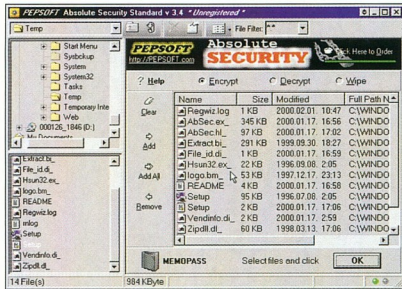 PEPSOFT Absolute Security Standard v 3.4 *Unregistered*
Temp
File Filter: *.*
Start Menu
Sysbckup
System
System32
Tasks
Temp
Temporary Inte
Web
000126_1846 (D:)
My Documents
PEPSOFT
http://PEPSOFT.com
Absolute
SECURITY
Click Here to Order
? Help
Encrypt
Decrypt
Wipe
Clear
Add
Add All
Remove
Name Size Modified Full Path N
Regwiz.log 1 KB 2000.02.01. 10:47 C:\WINDO
AbSec.ex_ 345 KB 2000.01.17. 16:56 C:\WINDO
AbSec.hl_ 97 KB 2000.01.17. 17:02 C:\WINDO
Extract.bi_ 291 KB 1999.09.30. 18:27 C:\WINDO
File_id.di_ 1 KB 2000.01.17. 16:59 C:\WINDO
Hsun32.ex_ 22 KB 1996.09.08. 2:05 C:\WINDO
logo.bm_ 53 KB 1997.12.17. 23:13 C:\WINDO
README 4 KB 2000.01.17. 16:58 C:\WINDO
Setup 95 KB 1996.07.08. 2:05 C:\WINDO
Setup 2 KB 2000.01.17. 17:06 C:\WINDO
Vendinfo.di_ 2 KB 2000.01.17. 2:59 C:\WINDO
Zipdll.dl_ 60 KB 1998.03.13. 17:06 C:\WINDO
Extract.bi_
File_id.di_
Hsun32.ex_
logo.bm_
README
Regwiz.log
rnlog
Setup
Setup
Vendinfo.di_
Zipdll.dl_
MEMOPASS
Select files and click
OK
14 File(s)
984 KByte